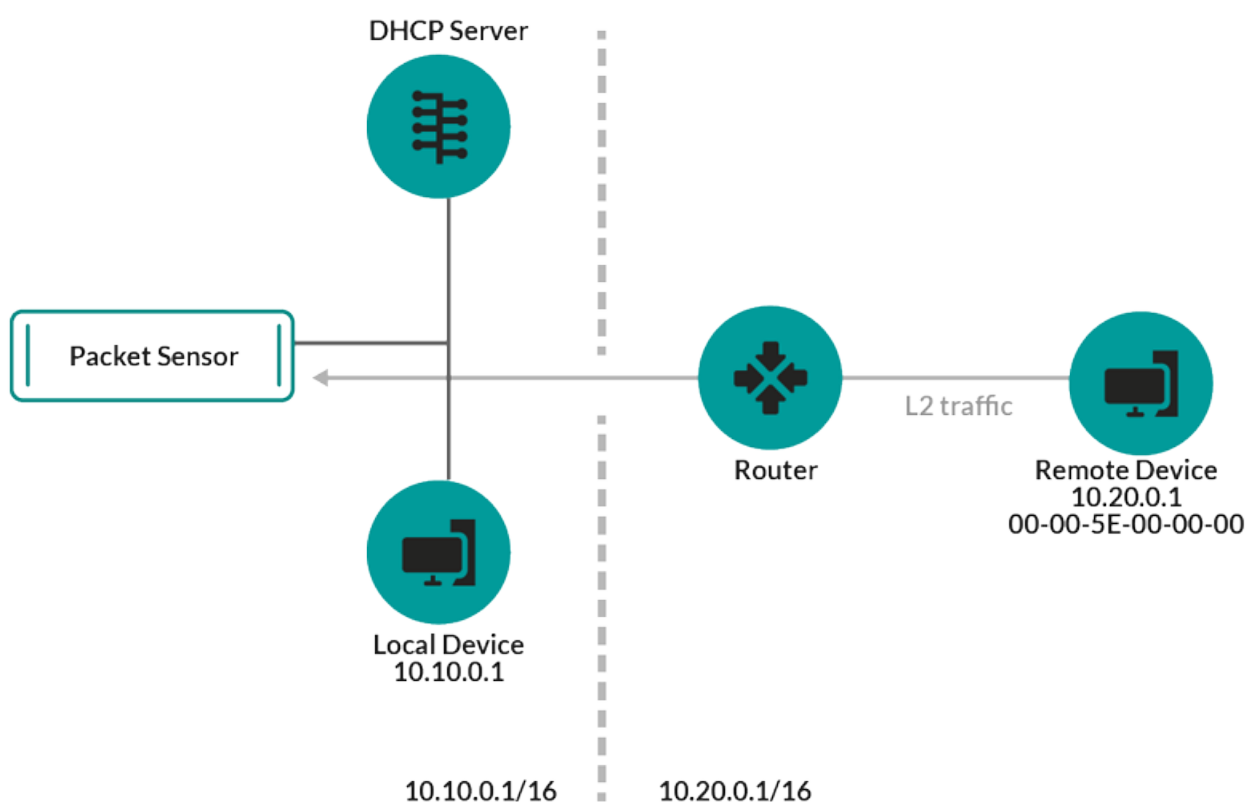 DHCP Server
Packet Sensor
L2 traffic
Router
Remote Device
10.20.0.1
00-00-5E-00-00-00
Local Device
10.10.0.1
10.10.0.1/16
10.20.0.1/16